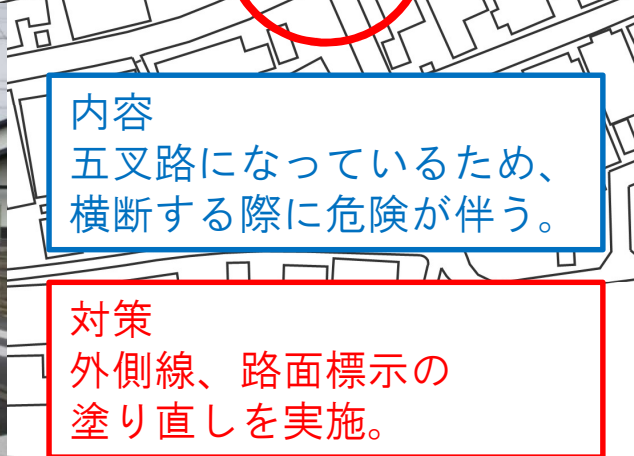 内容
五叉路になっているため、
横断する際に危険が伴う。
対策
外側線、路面標示の
塗り直しを実施。